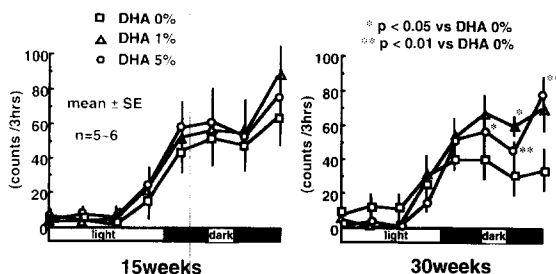 DHA 0%
DHA 1%
DHA 5%
* p < 0.05 vs DHA 0%
** p < 0.01 vs DHA 0%
100
80
60
40
20
0
(counts /3hrs)
mean ± SE
n=5~6
light
dark
15weeks
100
80
60
40
20
0
(counts /3hrs)
*
*
**
**
light
dark
30weeks